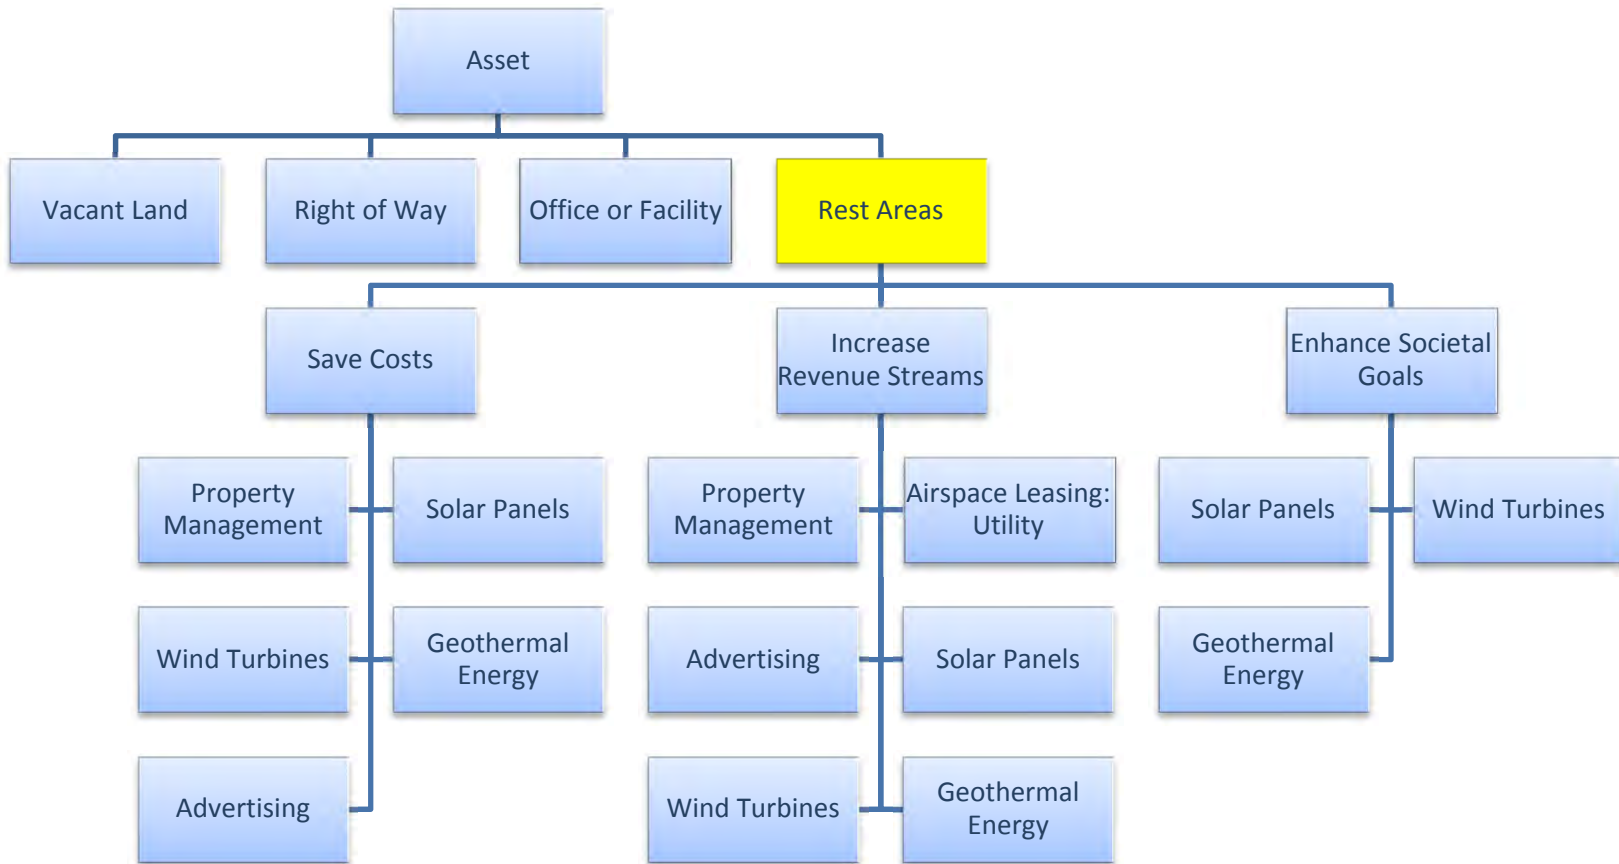 Asset
Vacant Land
Right of Way
Office or Facility
Rest Areas
Save Costs
Increase
Revenue Streams
Enhance Societal
Goals
Property
Management
Solar Panels
Wind Turbines
Geothermal
Energy
Advertising
Property
Management
Airspace Leasing:
Utility
Advertising
Solar Panels
Wind Turbines
Geothermal
Energy
Solar Panels
Wind Turbines
Geothermal
Energy